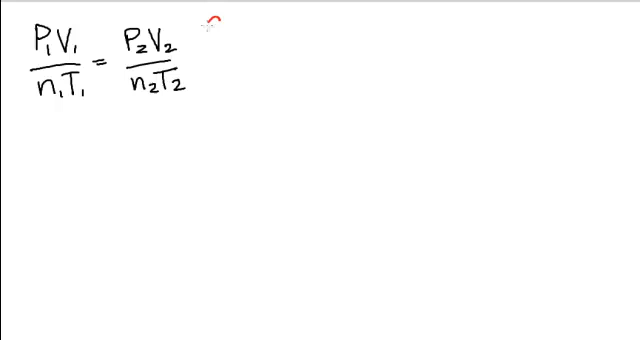 P₁V₁/n₁T₁ = P₂V₂/n₂T₂